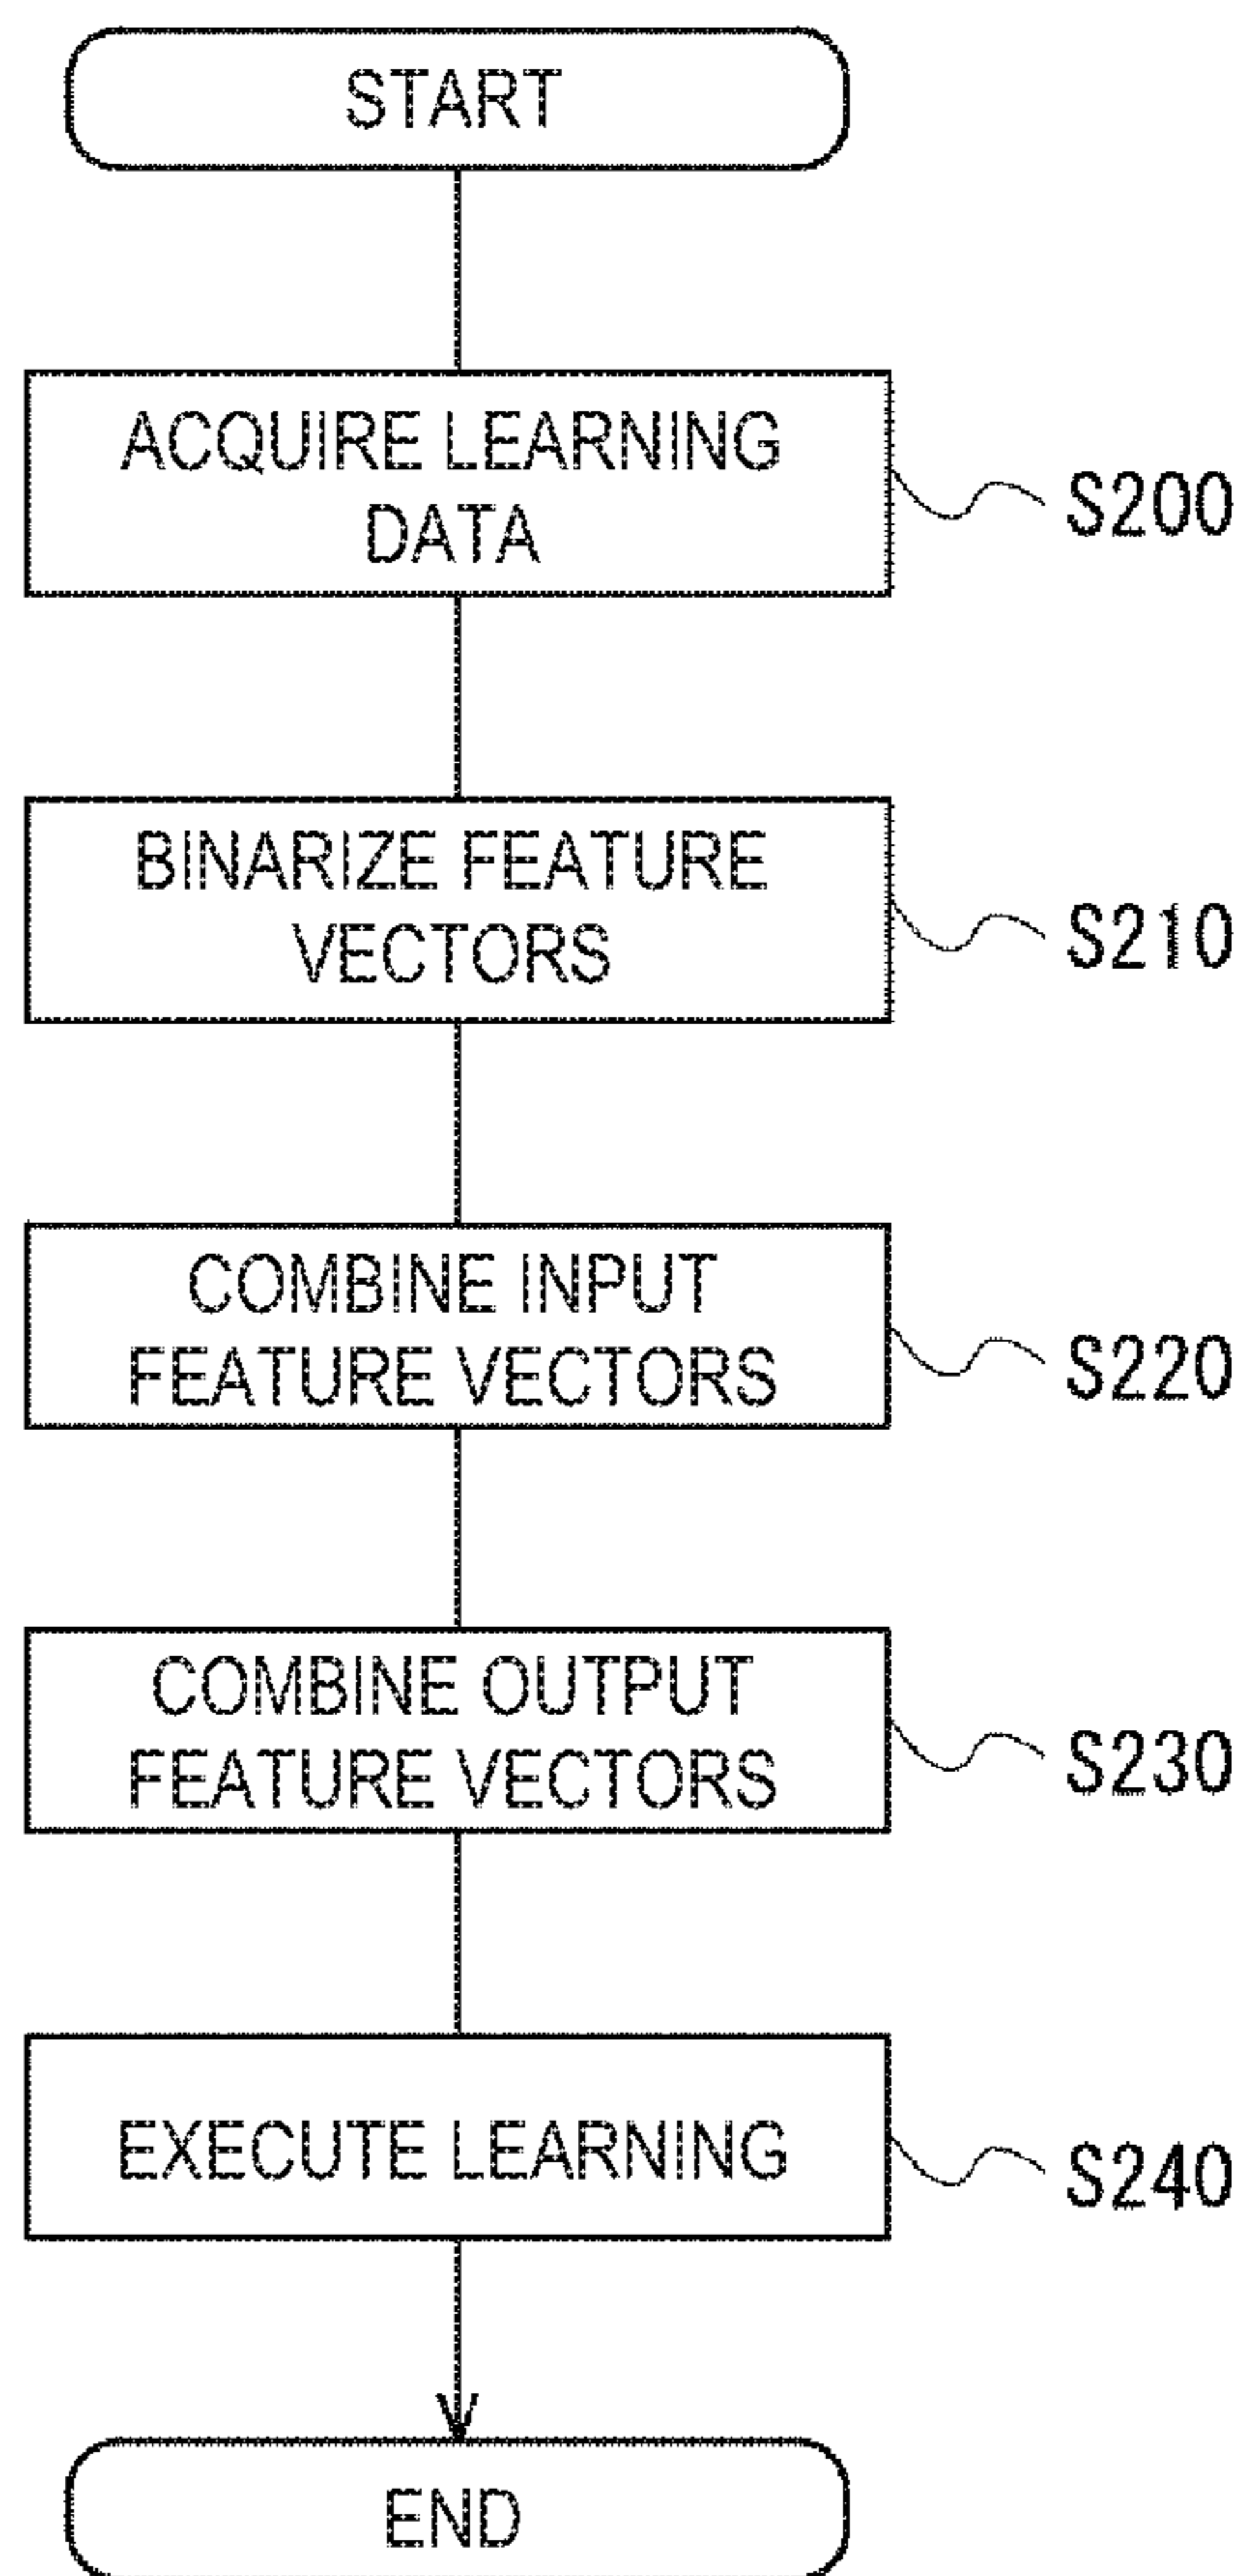 START
ACQUIRE LEARNING
DATA
S200
BINARIZE FEATURE
VECTORS
S210
COMBINE INPUT
FEATURE VECTORS
S220
COMBINE OUTPUT
FEATURE VECTORS
S230
EXECUTE LEARNING
S240
END